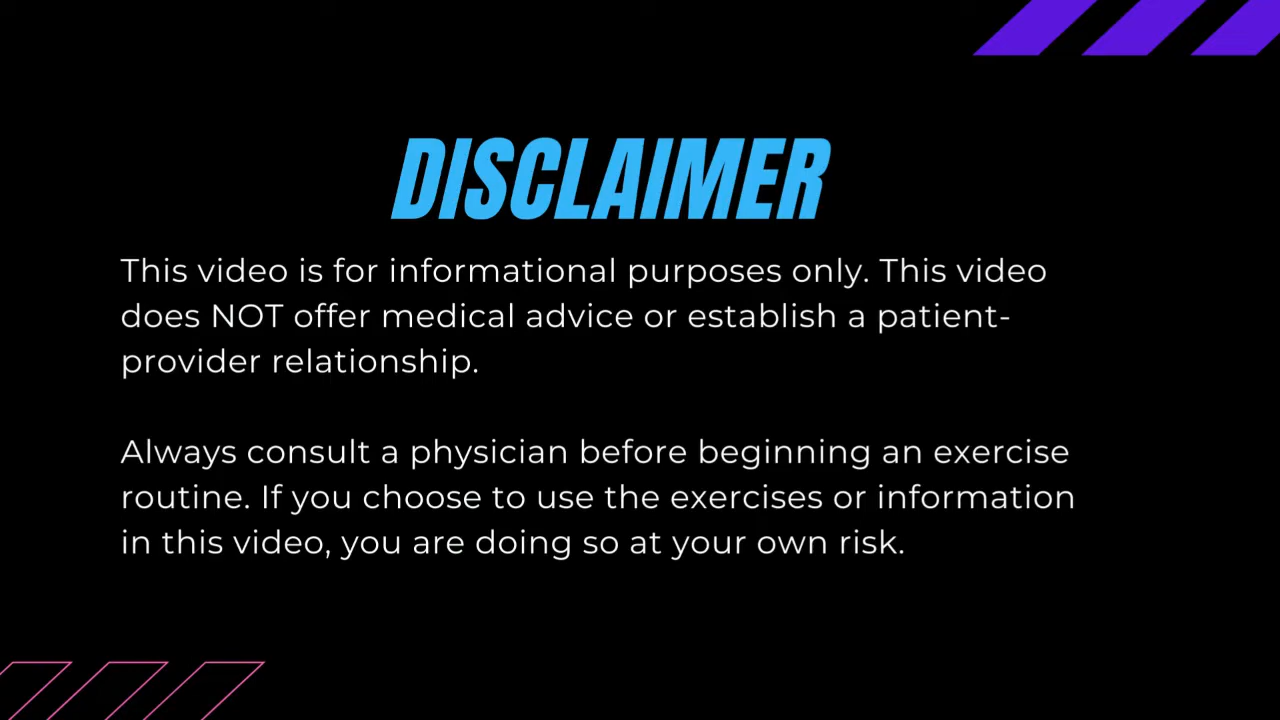 DISCLAIMER
This video is for informational purposes only. This video
does NOT offer medical advice or establish a patient-
provider relationship.
Always consult a physician before beginning an exercise
routine. If you choose to use the exercises or information
in this video, you are doing so at your own risk.